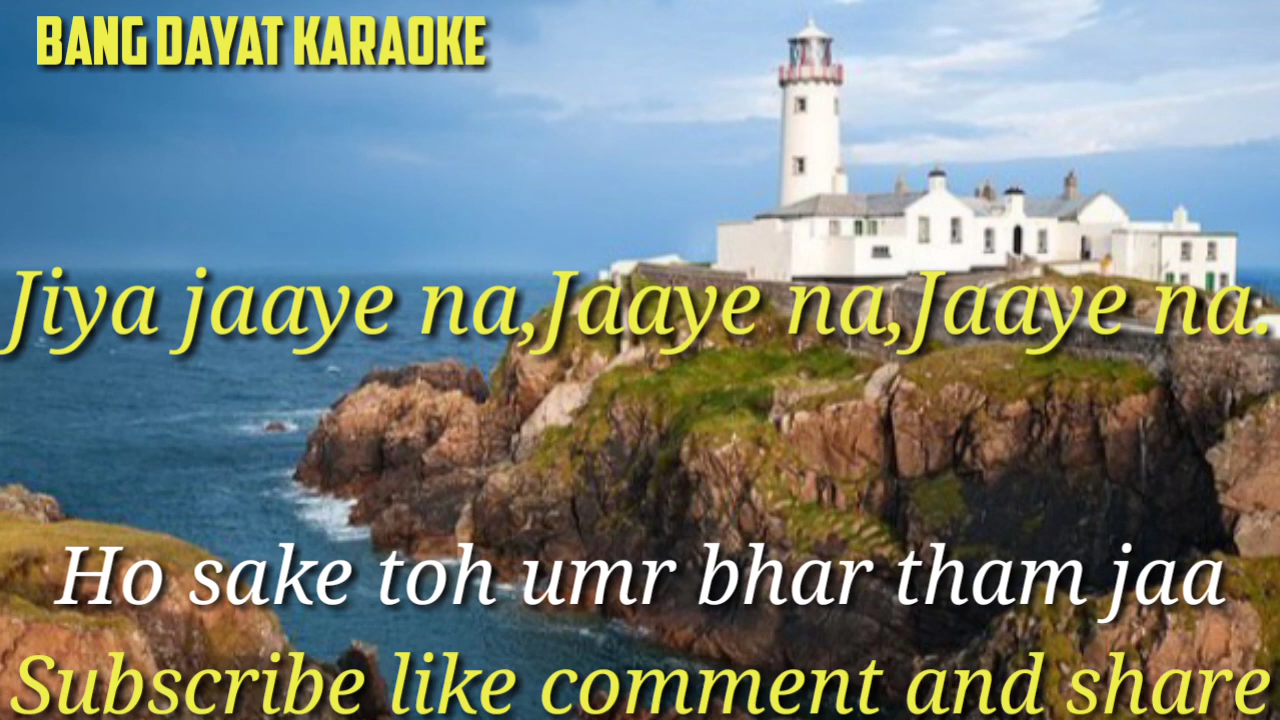 BANG DAYAT KARAOKE
Jiya jaaye na,Jaaye na,Jaaye na.
Ho sake toh umr bhar tham jaa
Subscribe like comment and share